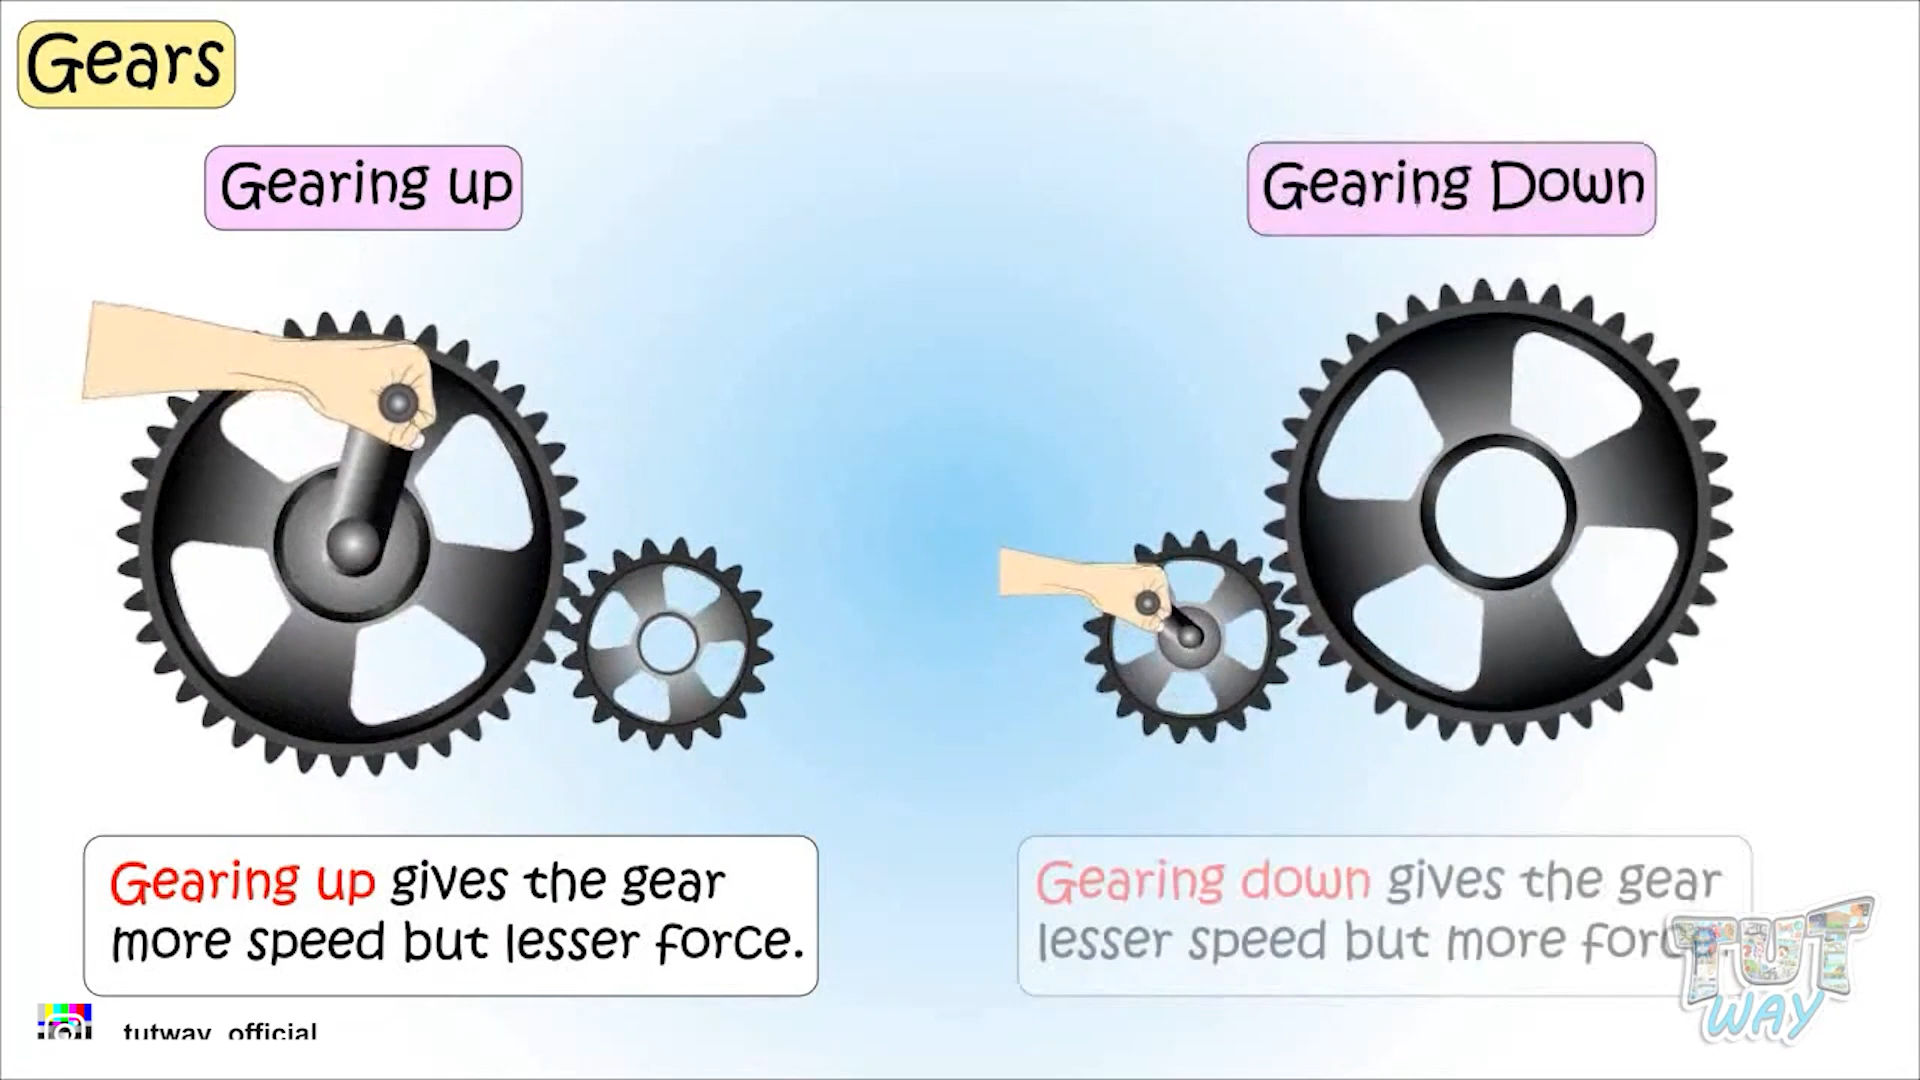 Gears
Gearing up
Gearing Down
Gearing up gives the gear
more speed but lesser force.
Gearing down gives the gear
lesser speed but more
TUT
WAY
tutway_official